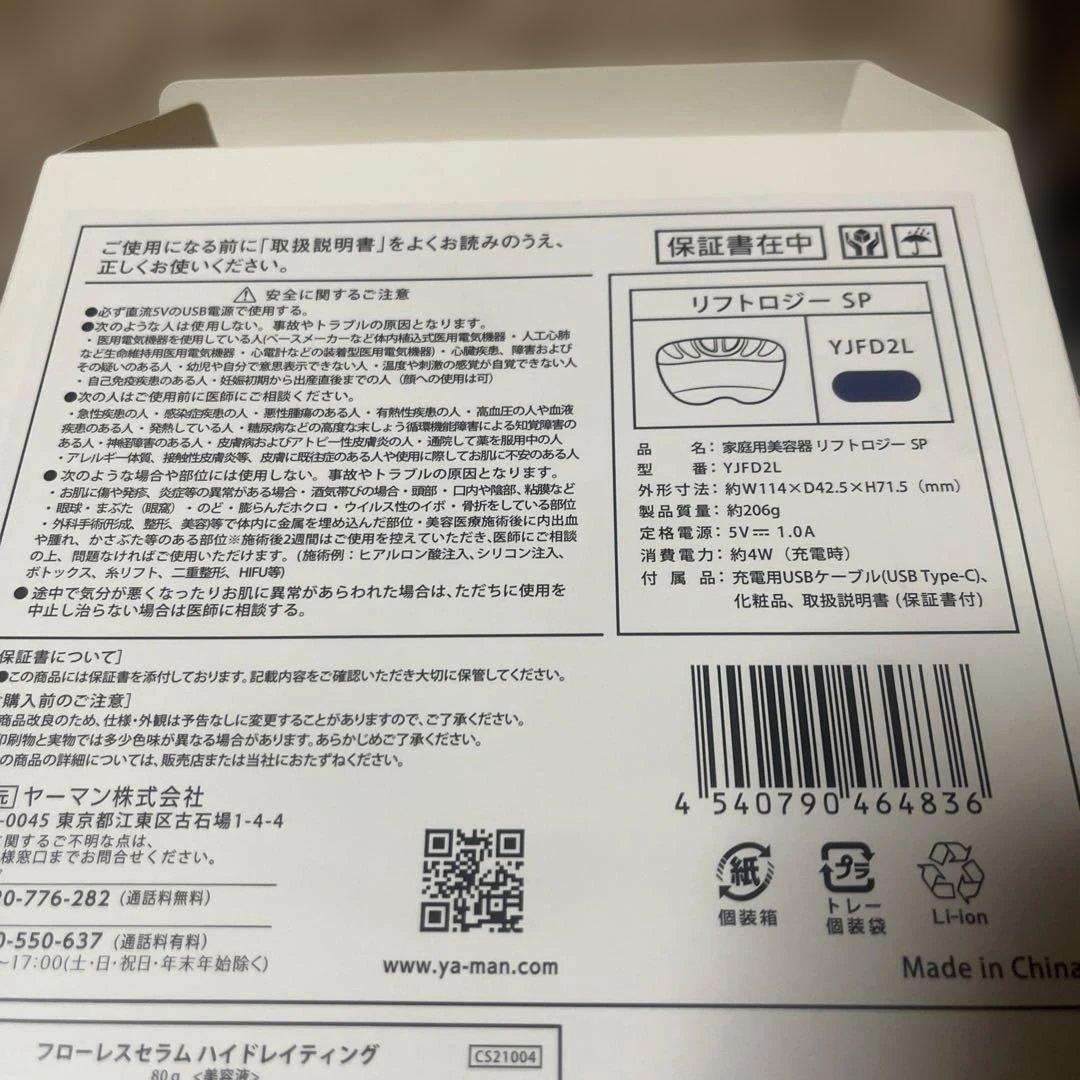 ご使用になる前に「取扱説明書」をよくお読みのうえ、
正しくお使いください。
安全に関するご注意
●必ず直流5VのUSB電源で使用する。
●次のような人は使用しない。事故やトラブルの原因となります。
・医用電気機器を使用している人(ペースメーカーなど体内植込式医用電気機器・人工心肺
など生命維持用医用電気機器・心電計などの装着型医用電気機器)・心臓疾患、障害および
その疑いのある人・幼児や自分で意思表示できない人・温度や刺激の感覚が自覚できない人
・自己免疫疾患のある人・妊娠初期から出産直後までの人(顔への使用は可)
●次の人はご使用前に医師にご相談ください。
・急性疾患の人・感染症疾患の人・悪性腫瘍のある人・有熱性疾患の人・高血圧の人や血液
疾患のある人・発熱している人・糖尿病などの高度な末しょう循環機能障害による知覚障害の
ある人・神経障害のある人・皮膚病およびアトピー性皮膚炎の人・通院して薬を服用中の人
・アレルギー体質、接触性皮膚炎等、皮膚に既往症のある人や使用に際してお肌に不安のある人
●次のような場合や部位には使用しない。事故やトラブルの原因となります。
・お肌に傷や発疹、炎症等の異常がある場合・酒気帯びの場合・頭部・口内や陰部、粘膜など
・眼球・まぶた(眼窩)・のど・膨らんだホクロ・ウイルス性のイボ・骨折をしている部位
・外科手術(形成、整形、美容)等で体内に金属を埋め込んだ部位・美容医療施術後に内出血
や腫れ、かさぶた等のある部位※施術後2週間はご使用を控えていただき、医師にご相談
の上、問題なければご使用いただけます。(施術例:ヒアルロン酸注入、シリコン注入、
ボトックス、糸リフト、二重整形、HIFU等)
●途中で気分が悪くなったりお肌に異常があらわれた場合は、ただちに使用を
中止し治らない場合は医師に相談する。
保証書について]
●この商品には保証書を添付しております。記載内容をご確認いただき大切に保管してください。
購入前のご注意]
商品改良のため、仕様・外観は予告なしに変更することがありますので、ご了承ください。
印刷物と実物では多少色味が異なる場合があります。あらかじめご了承ください。
の商品の詳細については、販売店または当社におたずねください。
元 ヤーマン株式会社
-0045 東京都江東区古石場1-4-4
に関するご不明な点は、
様窓口までお問合せください。
20-776-282 (通話料無料)
0-550-637 (通話料有料)
~17:00(土・日・祝日・年末年始除く)
www.ya-man.com
保証書在中
リフトロジー SP
YJFD2L
品 名:家庭用美容器 リフトロジー SP
型 番:YJFD2L
外形寸法:約W114×D42.5×H71.5(mm)
製品質量:約206g
定格電源:5V⎓1.0A
消費電力:約4W(充電時)
付 属 品:充電用USBケーブル(USB Type-C)、
化粧品、取扱説明書(保証書付)
4 540790 464836
紙
個装箱
プラ
トレー
個装袋
Li-ion
Made in China
フローレスセラム ハイドレイティング
CS21004
80g <美容液>